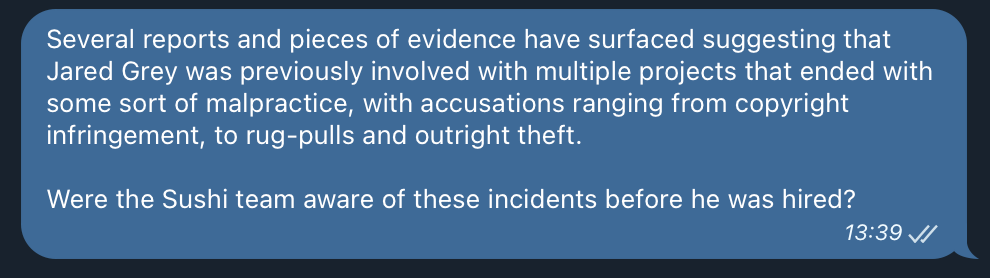 Several reports and pieces of evidence have surfaced suggesting that
Jared Grey was previously involved with multiple projects that ended with
some sort of malpractice, with accusations ranging from copyright
infringement, to rug-pulls and outright theft.
Were the Sushi team aware of these incidents before he was hired?
13:39